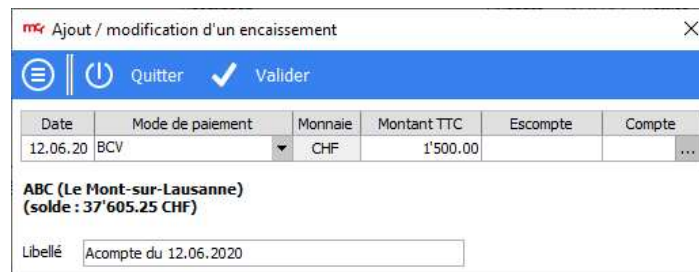 mcr Ajout / modification d'un encaissement
Quitter Valider
Date Mode de paiement Monnaie Montant TTC Escompte Compte
12.06.20 BCV CHF 1'500.00 ...
ABC (Le Mont-sur-Lausanne)
(solde : 37'605.25 CHF)
Libellé Acompte du 12.06.2020